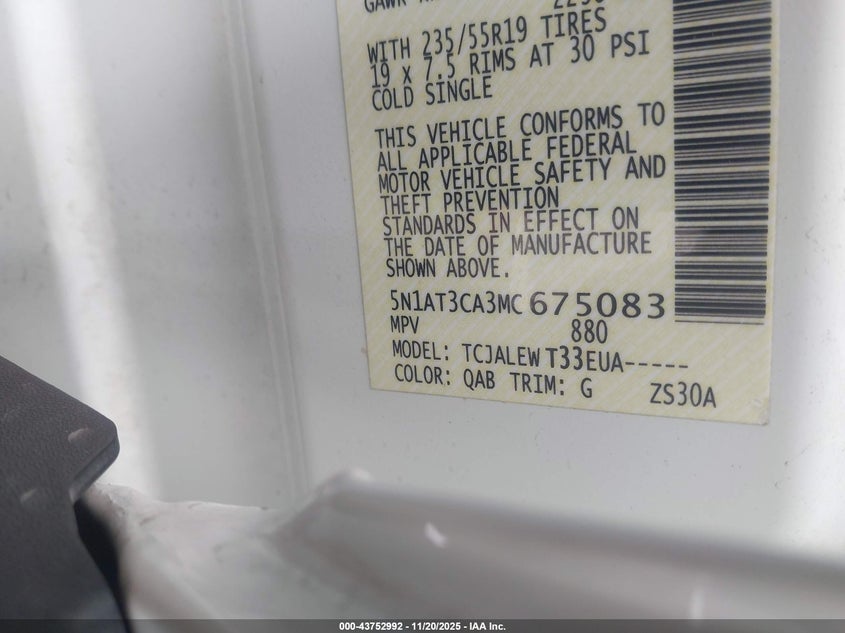 WITH 235/55R19 TIRES
19 x 7.5 RIMS AT 30 PSI
COLD SINGLE
THIS VEHICLE CONFORMS TO
ALL APPLICABLE FEDERAL
MOTOR VEHICLE SAFETY AND
THEFT PREVENTION
STANDARDS IN EFFECT ON
THE DATE OF MANUFACTURE
SHOWN ABOVE.
5N1AT3CA3MC675083
MPV 880
MODEL: TCJALEWT33EUA-----
COLOR: QAB TRIM: G ZS30A
000-43752992 - 11/20/2025 - IAA Inc.